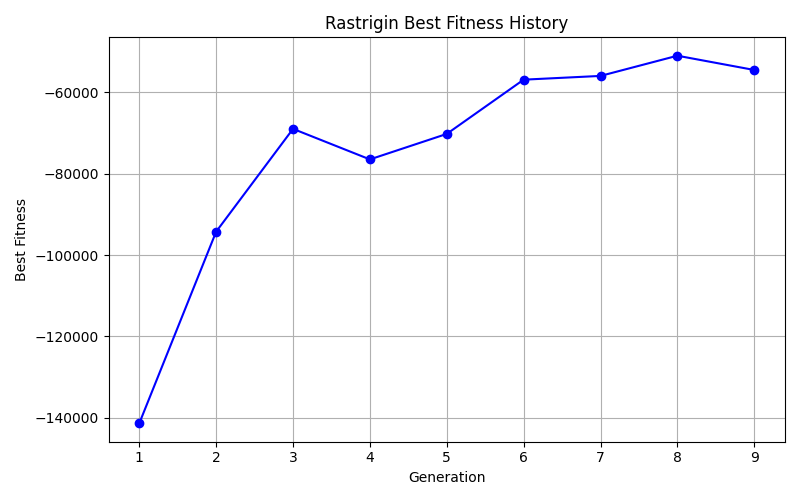 Rastrigin Best Fitness History
−60000
−80000
−100000
−120000
−140000
Best Fitness
1 2 3 4 5 6 7 8 9
Generation